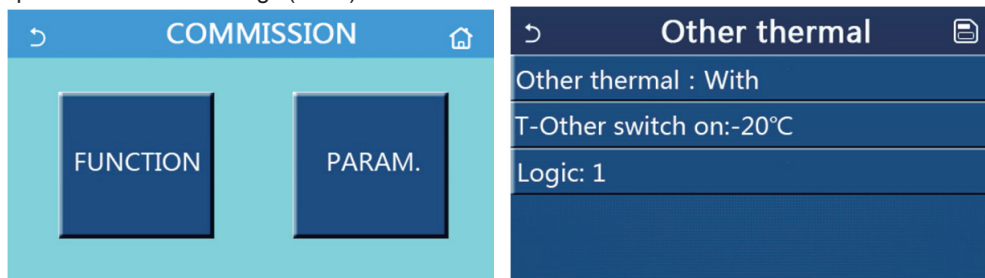 COMMISSION
FUNCTION
PARAM.
Other thermal
Other thermal : With
T-Other switch on:-20℃
Logic: 1